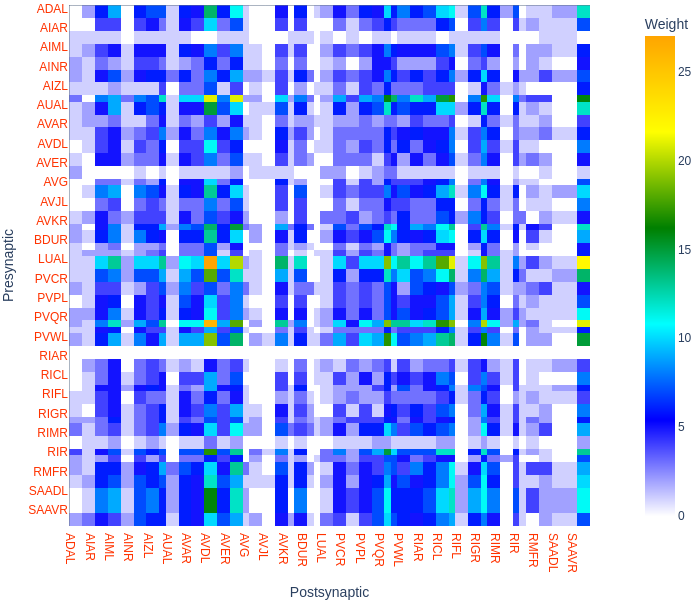 ADAL
AIAR
AIML
AINR
AIZL
AUAL
AVAR
AVDL
AVER
AVG
AVJL
AVKR
BDUR
LUAL
PVCR
PVPL
PVQR
PVWL
RIAR
RICL
RIFL
RIGR
RIMR
RIR
RMFR
SAADL
SAAVR
Presynaptic
ADAL AIAR AIML AINR AIZL AUAL AVAR AVDL AVER AVG AVJL AVKR BDUR LUAL PVCR PVPL PVQR PVWL RIAR RICL RIFL RIGR RIMR RIR RMFR SAADL SAAVR
Postsynaptic
Weight
25
20
15
10
5
0